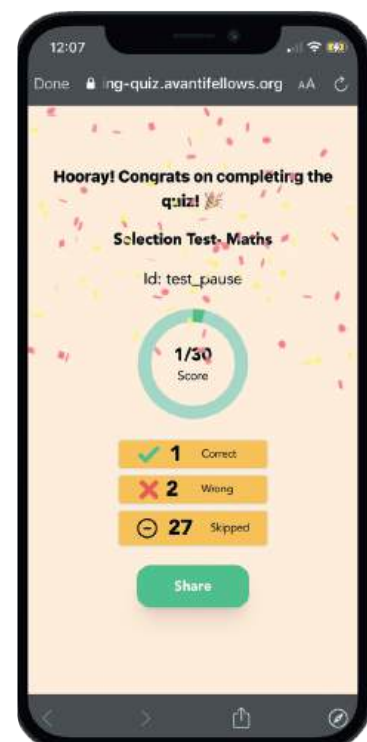 12:07
Done ng-quiz.avantifellows.org AA
Hooray! Congrats on completing the
quiz!
Selection Test- Maths
Id: test_pause
1/30
Score
1 Correct
2 Wrong
27 Skipped
Share